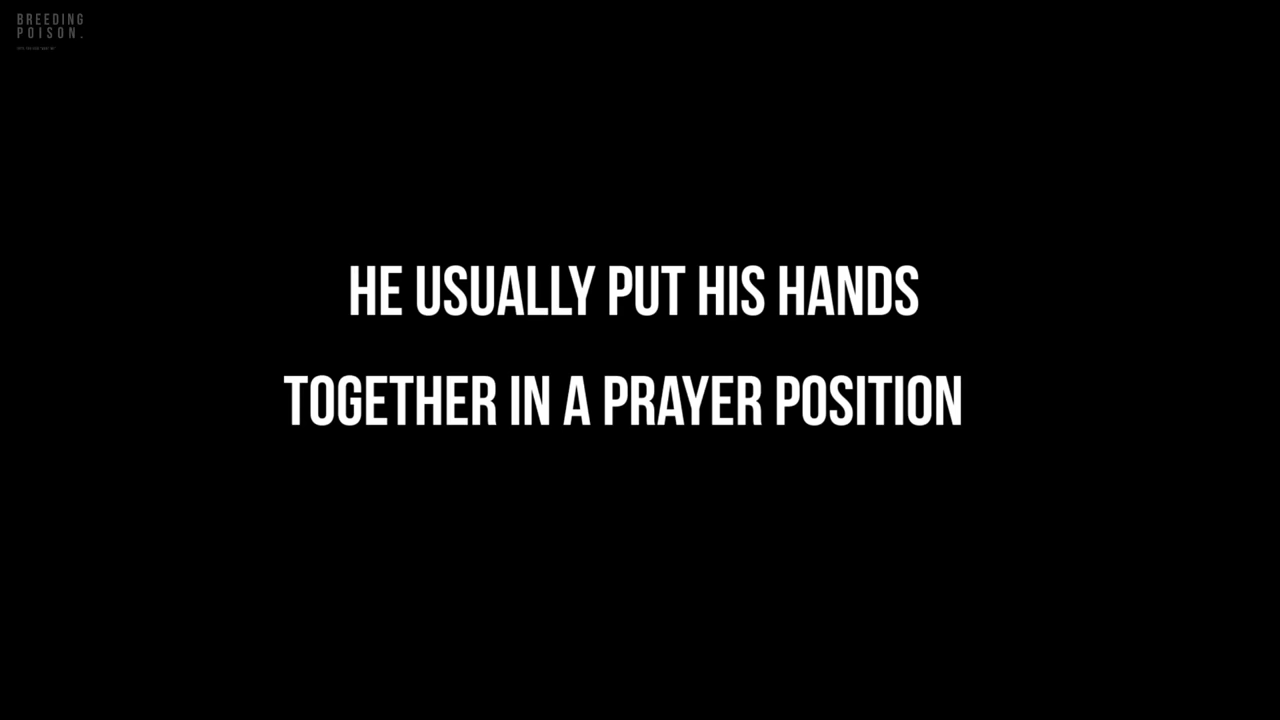 BREEDING
POISON.
HE USUALLY PUT HIS HANDS
TOGETHER IN A PRAYER POSITION